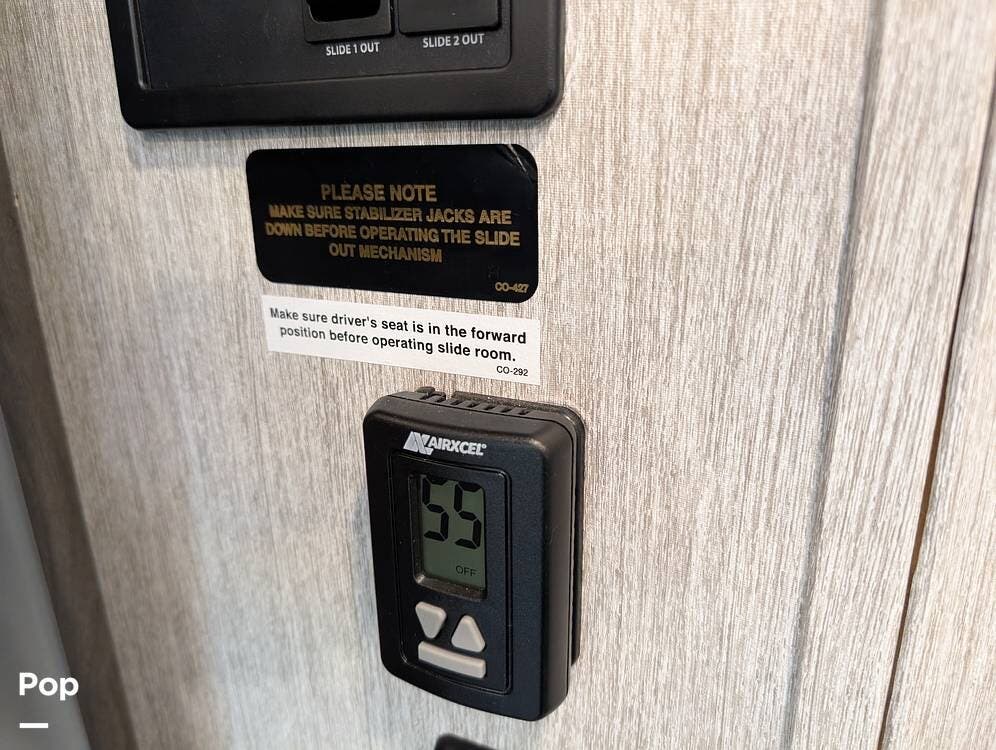 SLIDE 1 OUT
SLIDE 2 OUT
PLEASE NOTE
MAKE SURE STABILIZER JACKS ARE
DOWN BEFORE OPERATING THE SLIDE
OUT MECHANISM
CO-427
Make sure driver's seat is in the forward
position before operating slide room.
CO-292
AIRXCEL
55
OFF
Pop